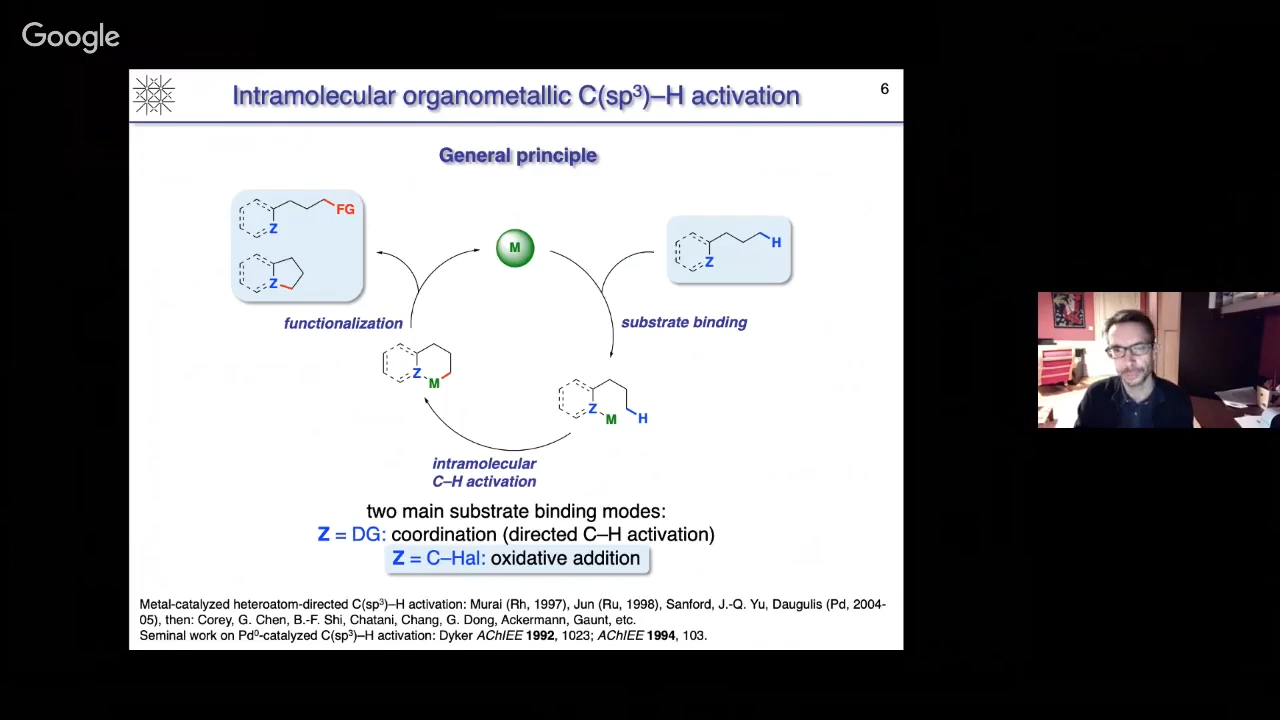 Google
Intramolecular organometallic C(sp³)–H activation
6
General principle
FG
Z
Z
M
H
Z
functionalization
substrate binding
Z
M
Z
M
H
intramolecular
C–H activation
two main substrate binding modes:
Z = DG: coordination (directed C–H activation)
Z = C–Hal: oxidative addition
Metal-catalyzed heteroatom-directed C(sp³)–H activation: Murai (Rh, 1997), Jun (Ru, 1998), Sanford, J.-Q. Yu, Daugulis (Pd, 2004-
05), then: Corey, G. Chen, B.-F. Shi, Chatani, Chang, G. Dong, Ackermann, Gaunt, etc.
Seminal work on Pd⁰-catalyzed C(sp³)–H activation: Dyker AChIEE 1992, 1023; AChIEE 1994, 103.